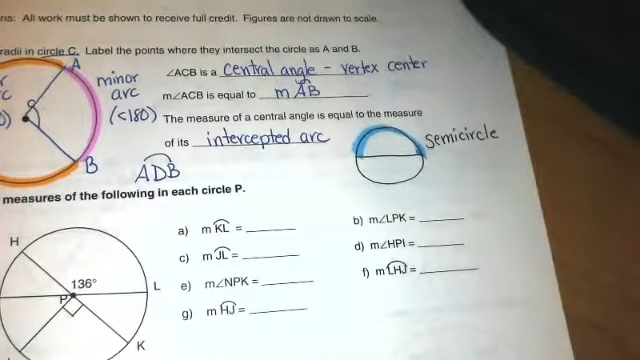 ns: All work must be shown to receive full credit. Figures are not drawn to scale.
radii in circle C. Label the points where they intersect the circle as A and B.
A
minor
arc
(<180)
C
B
ADB
∠ACB is a central angle - vertex center
m∠ACB is equal to mAB
The measure of a central angle is equal to the measure
of its intercepted arc
semicircle
measures of the following in each circle P.
H
136°
L
P
K
a) m KL = ______
b) m∠LPK = ______
c) m JL = ______
d) m∠HPI = ______
e) m∠NPK = ______
f) m LHJ = ______
g) m HJ = ______